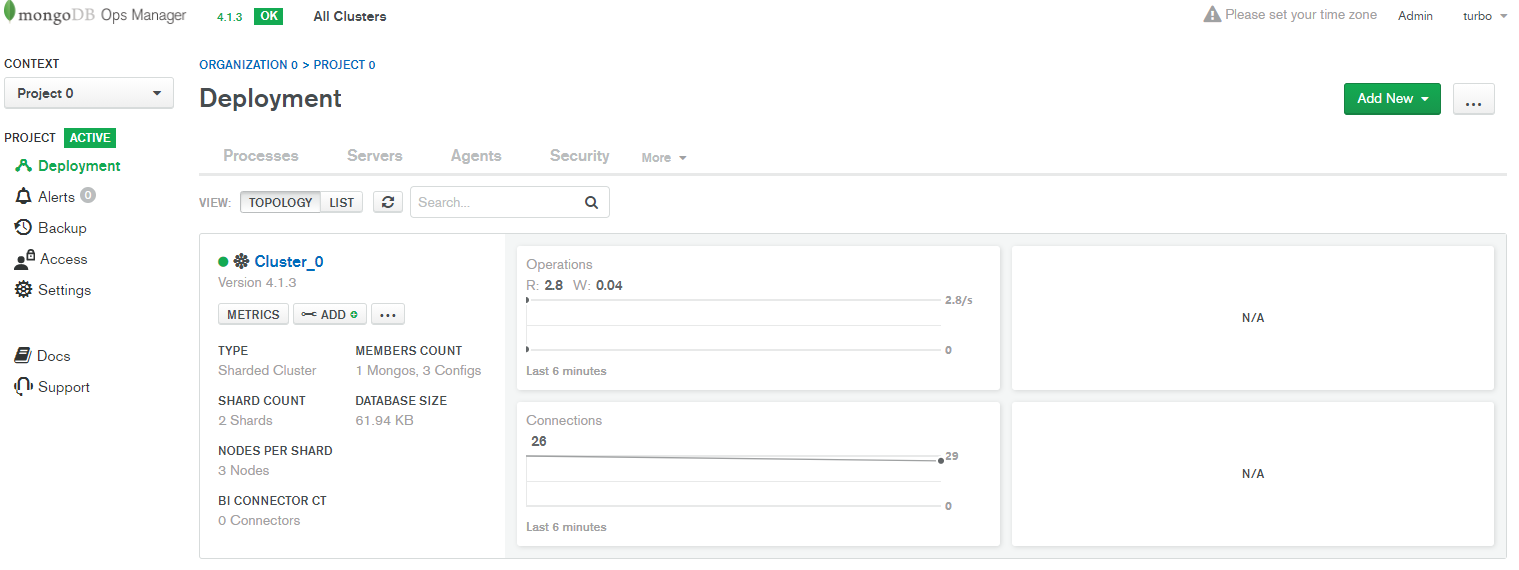 mongoDB Ops Manager 4.1.3 OK All Clusters Please set your time zone Admin turbo
CONTEXT
Project 0
PROJECT ACTIVE
Deployment
Alerts 0
Backup
Access
Settings
Docs
Support
ORGANIZATION 0 > PROJECT 0
Deployment
Add New ...
Processes Servers Agents Security More
VIEW: TOPOLOGY LIST Search...
Cluster_0
Version 4.1.3
METRICS ADD ...
TYPE MEMBERS COUNT
Sharded Cluster 1 Mongos, 3 Configs
SHARD COUNT DATABASE SIZE
2 Shards 61.94 KB
NODES PER SHARD
3 Nodes
BI CONNECTOR CT
0 Connectors
Operations
R: 2.8 W: 0.04
2.8/s
0
Last 6 minutes
N/A
Connections
26
29
0
Last 6 minutes
N/A